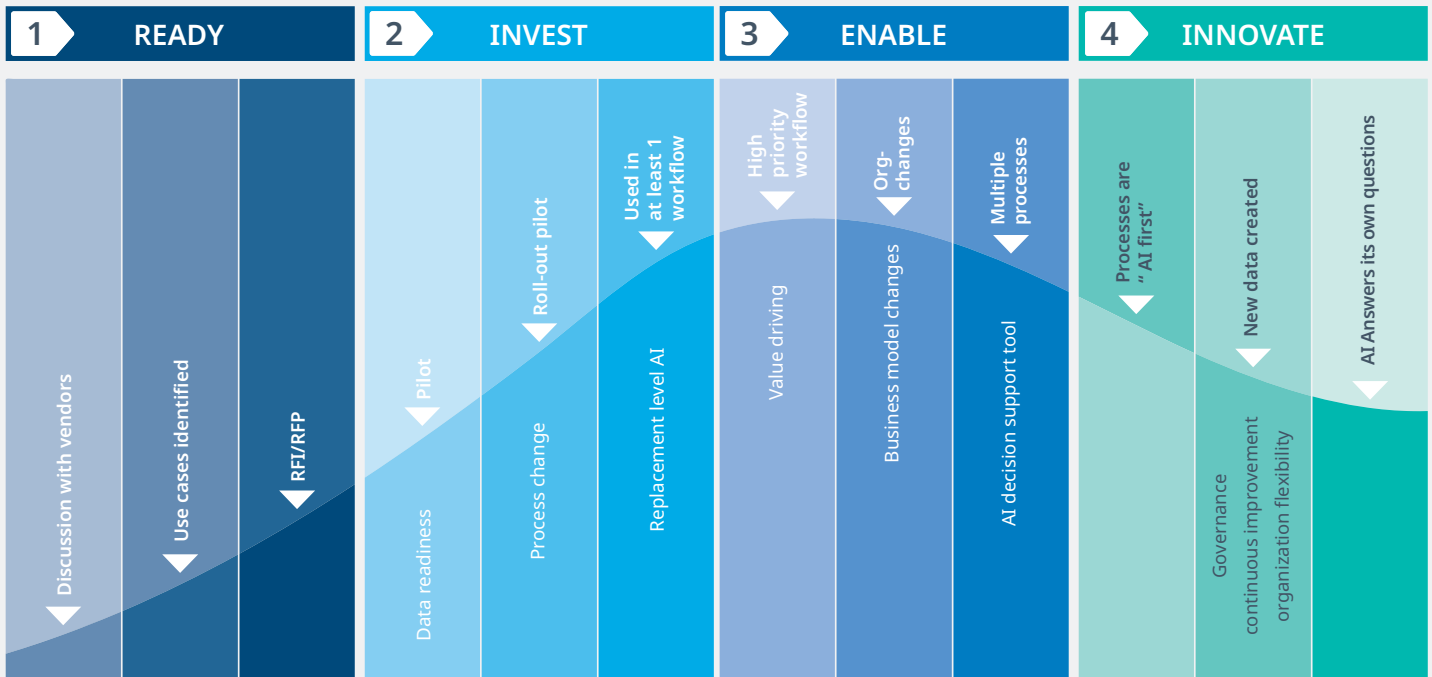 1
READY
2
INVEST
3
ENABLE
4
INNOVATE
Discussion with vendors
Use cases identified
RFI/RFP
Pilot
Data readiness
Roll-out pilot
Process change
Used in
at least 1
workflow
Replacement level AI
High
priority
workflow
Value driving
Org-
changes
Business model changes
Multiple
processes
AI decision support tool
Processes are
“ AI first”
New data created
Governance
continuous improvement
organization flexibility
AI Answers its own questions